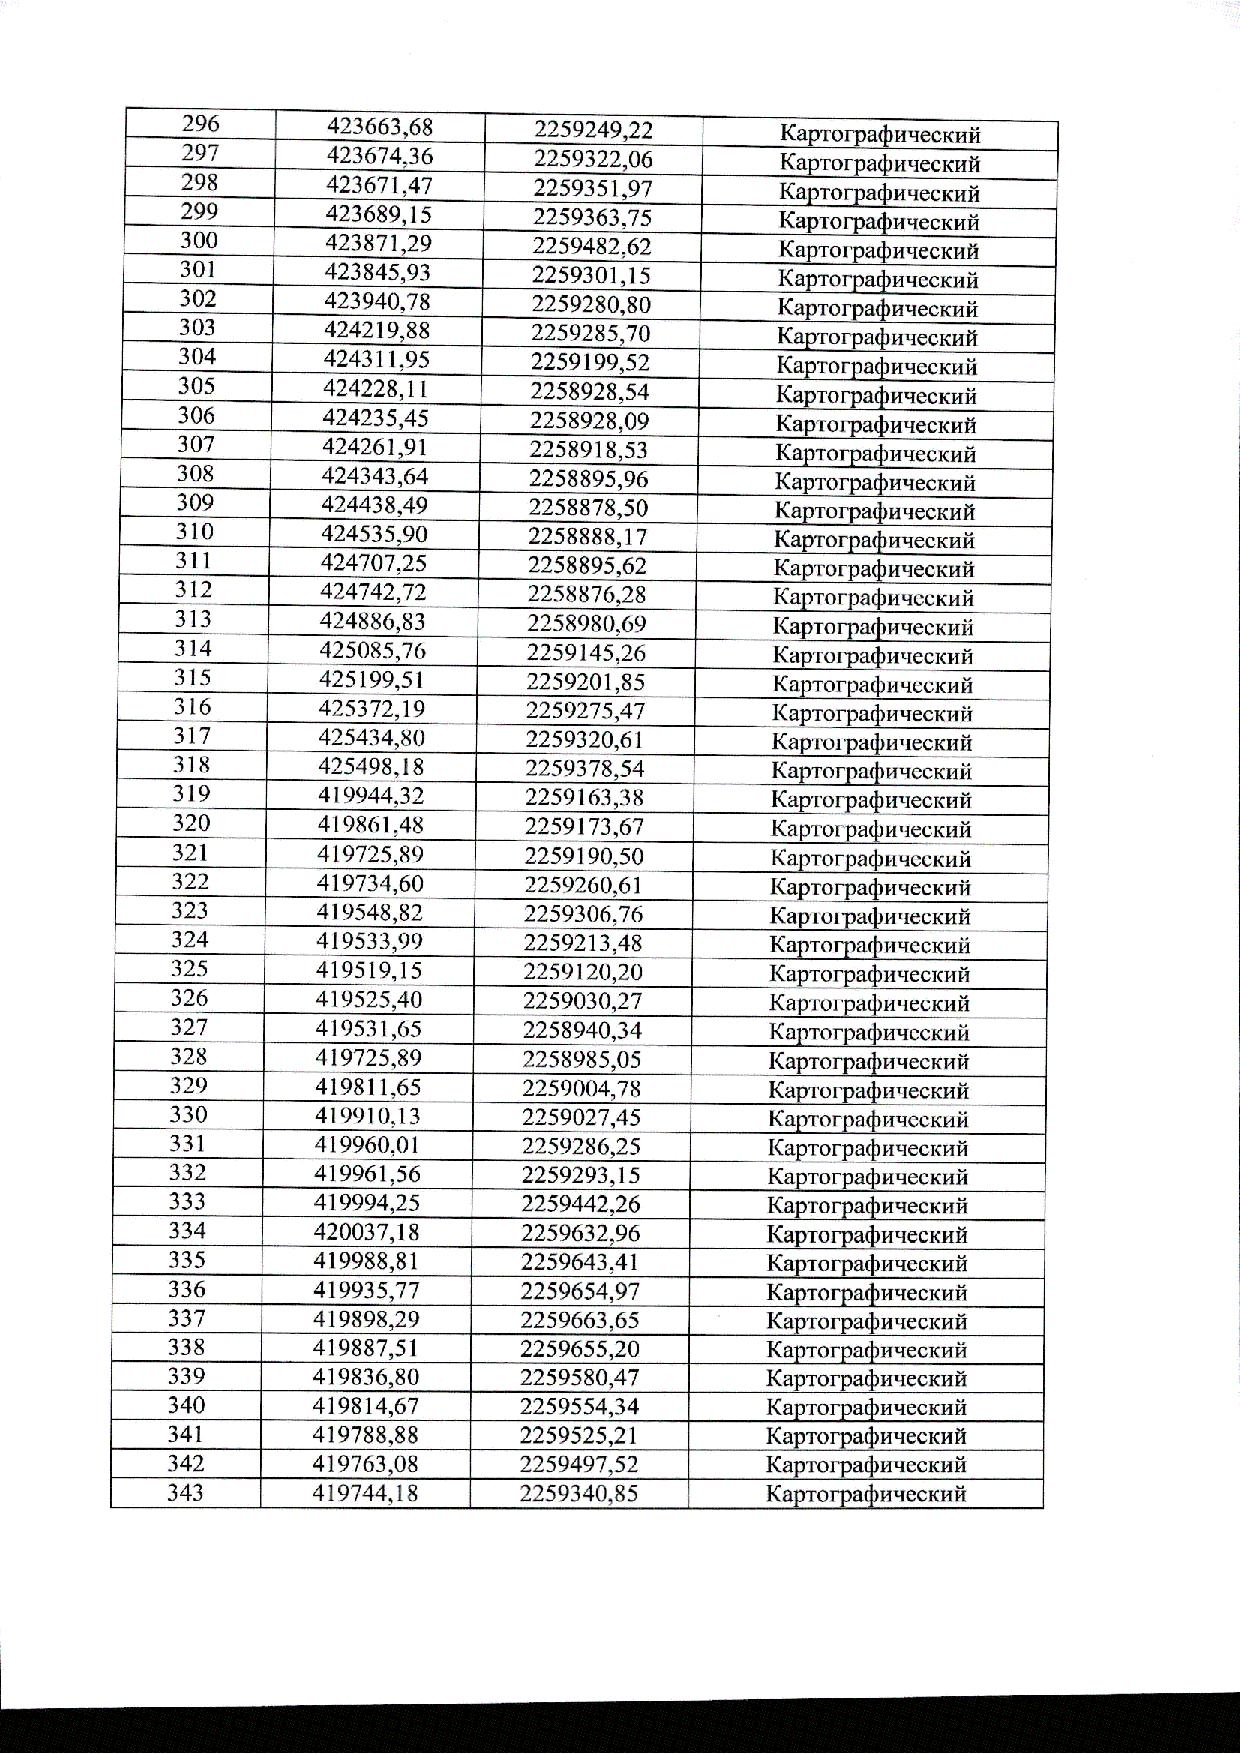 296 423663,68 2259249,22 Картографический
297 423674,36 2259322,06 Картографический
298 423671,47 2259351,97 Картографический
299 423689,15 2259363,75 Картографический
300 423871,29 2259482,62 Картографический
301 423845,93 2259301,15 Картографический
302 423940,78 2259280,80 Картографический
303 424219,88 2259285,70 Картографический
304 424311,95 2259199,52 Картографический
305 424228,11 2258928,54 Картографический
306 424235,45 2258928,09 Картографический
307 424261,91 2258918,53 Картографический
308 424343,64 2258895,96 Картографический
309 424438,49 2258878,50 Картографический
310 424535,90 2258888,17 Картографический
311 424707,25 2258895,62 Картографический
312 424742,72 2258876,28 Картографический
313 424886,83 2258980,69 Картографический
314 425085,76 2259145,26 Картографический
315 425199,51 2259201,85 Картографический
316 425372,19 2259275,47 Картографический
317 425434,80 2259320,61 Картографический
318 425498,18 2259378,54 Картографический
319 419944,32 2259163,38 Картографический
320 419861,48 2259173,67 Картографический
321 419725,89 2259190,50 Картографический
322 419734,60 2259260,61 Картографический
323 419548,82 2259306,76 Картографический
324 419533,99 2259213,48 Картографический
325 419519,15 2259120,20 Картографический
326 419525,40 2259030,27 Картографический
327 419531,65 2258940,34 Картографический
328 419725,89 2258985,05 Картографический
329 419811,65 2259004,78 Картографический
330 419910,13 2259027,45 Картографический
331 419960,01 2259286,25 Картографический
332 419961,56 2259293,15 Картографический
333 419994,25 2259442,26 Картографический
334 420037,18 2259632,96 Картографический
335 419988,81 2259643,41 Картографический
336 419935,77 2259654,97 Картографический
337 419898,29 2259663,65 Картографический
338 419887,51 2259655,20 Картографический
339 419836,80 2259580,47 Картографический
340 419814,67 2259554,34 Картографический
341 419788,88 2259525,21 Картографический
342 419763,08 2259497,52 Картографический
343 419744,18 2259340,85 Картографический